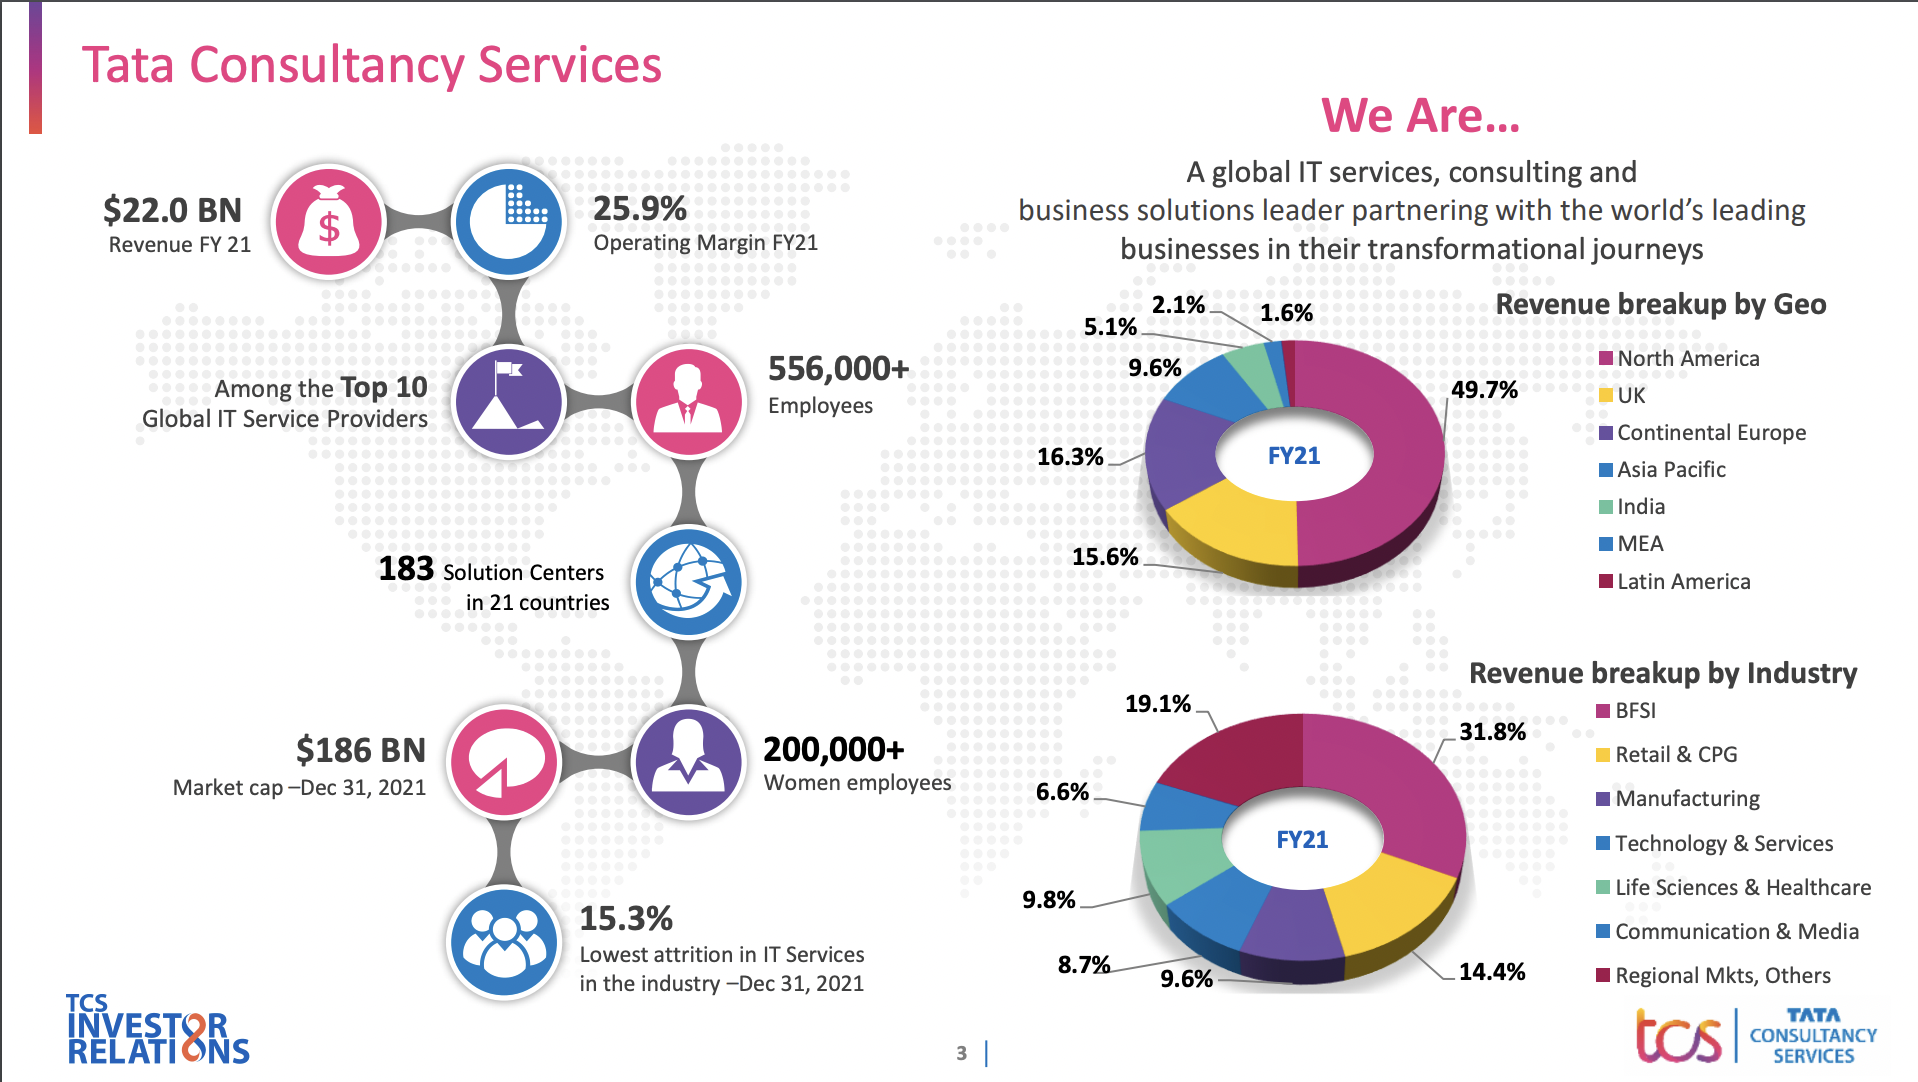 Tata Consultancy Services
$22.0 BN
Revenue FY 21
$
25.9%
Operating Margin FY21
Among the Top 10
Global IT Service Providers
556,000+
Employees
183 Solution Centers
in 21 countries
$186 BN
Market cap –Dec 31, 2021
200,000+
Women employees
15.3%
Lowest attrition in IT Services
in the industry –Dec 31, 2021
We Are...
A global IT services, consulting and
business solutions leader partnering with the world’s leading
businesses in their transformational journeys
Revenue breakup by Geo
2.1%
1.6%
5.1%
9.6%
49.7%
16.3%
15.6%
FY21
North America
UK
Continental Europe
Asia Pacific
India
MEA
Latin America
Revenue breakup by Industry
19.1%
31.8%
6.6%
9.8%
8.7%
9.6%
14.4%
FY21
BFSI
Retail & CPG
Manufacturing
Technology & Services
Life Sciences & Healthcare
Communication & Media
Regional Mkts, Others
TCS
INVESTOR
RELATIONS
3
tcs
TATA
CONSULTANCY
SERVICES